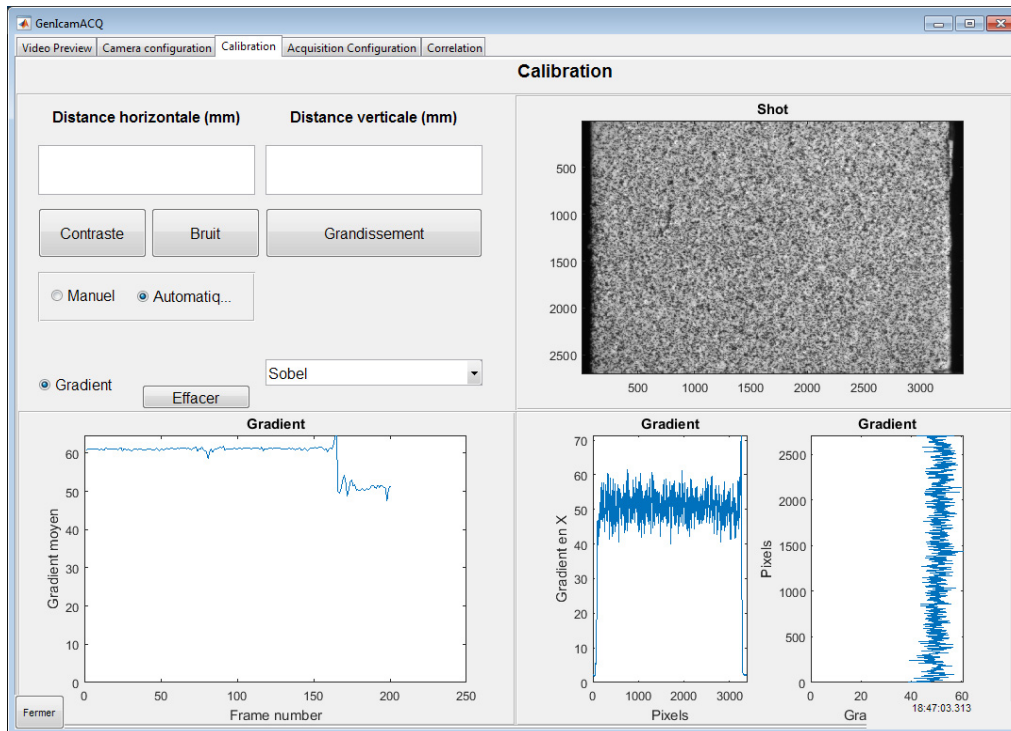 GenIcamACQ
Video Preview Camera configuration Calibration Acquisition Configuration Correlation
Calibration
Distance horizontale (mm) Distance verticale (mm)
Contraste Bruit Grandissement
Manuel Automatiq...
Gradient
Effacer
Sobel
Shot
500
1000
1500
2000
2500
500 1000 1500 2000 2500 3000
Gradient
Gradient moyen
60
50
40
30
20
10
0
0 50 100 150 200 250
Frame number
Gradient
Gradient en X
70
60
50
40
30
20
10
0
0 1000 2000 3000
Pixels
Gradient
Pixels
2500
2000
1500
1000
500
0
0 20 40 60
Gra
18:47:03.313
Fermer